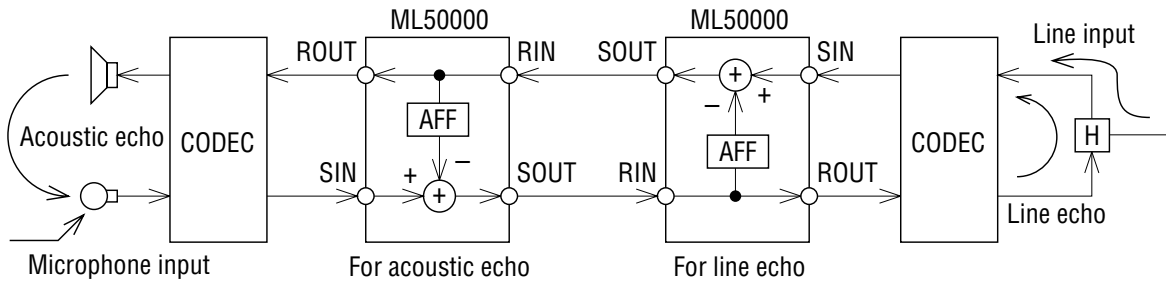 ML50000
ML50000
ROUT
RIN
SOUT
SIN
Line input
AFF
+
− +
Acoustic echo
CODEC
−
AFF
CODEC
H
SIN
+
+
SOUT
RIN
ROUT
Line echo
Microphone input
For acoustic echo
For line echo